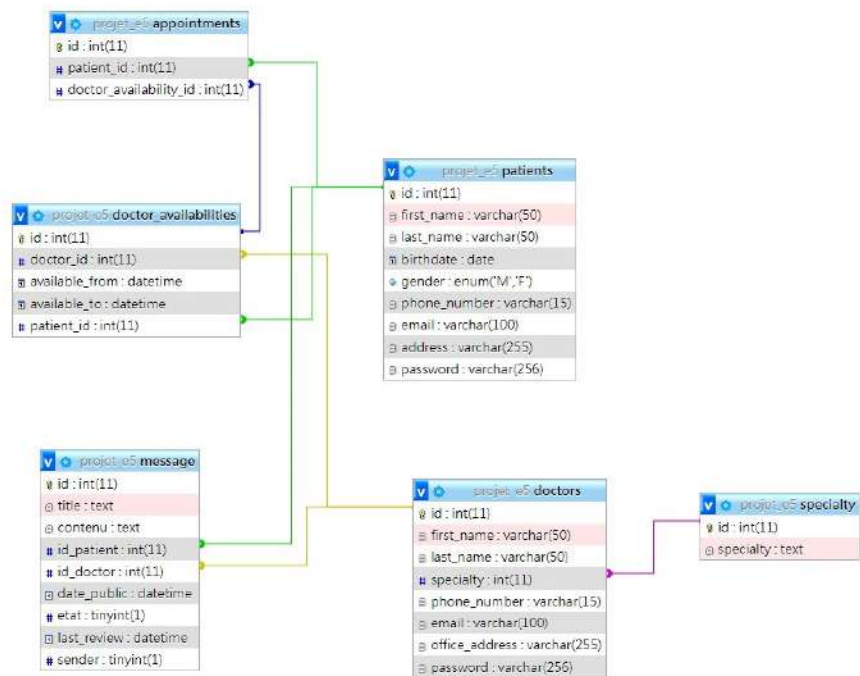 projet_e5 appointments
id : int(11)
patient_id : int(11)
doctor_availability_id : int(11)
projet_e5 patients
id : int(11)
first_name : varchar(50)
last_name : varchar(50)
birthdate : date
gender : enum('M','F')
phone_number : varchar(15)
email : varchar(100)
address : varchar(255)
password : varchar(256)
projet_e5 doctor_availabilities
id : int(11)
doctor_id : int(11)
available_from : datetime
available_to : datetime
patient_id : int(11)
projet_e5 message
id : int(11)
title : text
contenu : text
id_patient : int(11)
id_doctor : int(11)
date_public : datetime
etat : tinyint(1)
last_review : datetime
sender : tinyint(1)
projet_e5 doctors
id : int(11)
first_name : varchar(50)
last_name : varchar(50)
specialty : int(11)
phone_number : varchar(15)
email : varchar(100)
office_address : varchar(255)
password : varchar(256)
projet_e5 specialty
id : int(11)
specialty : text